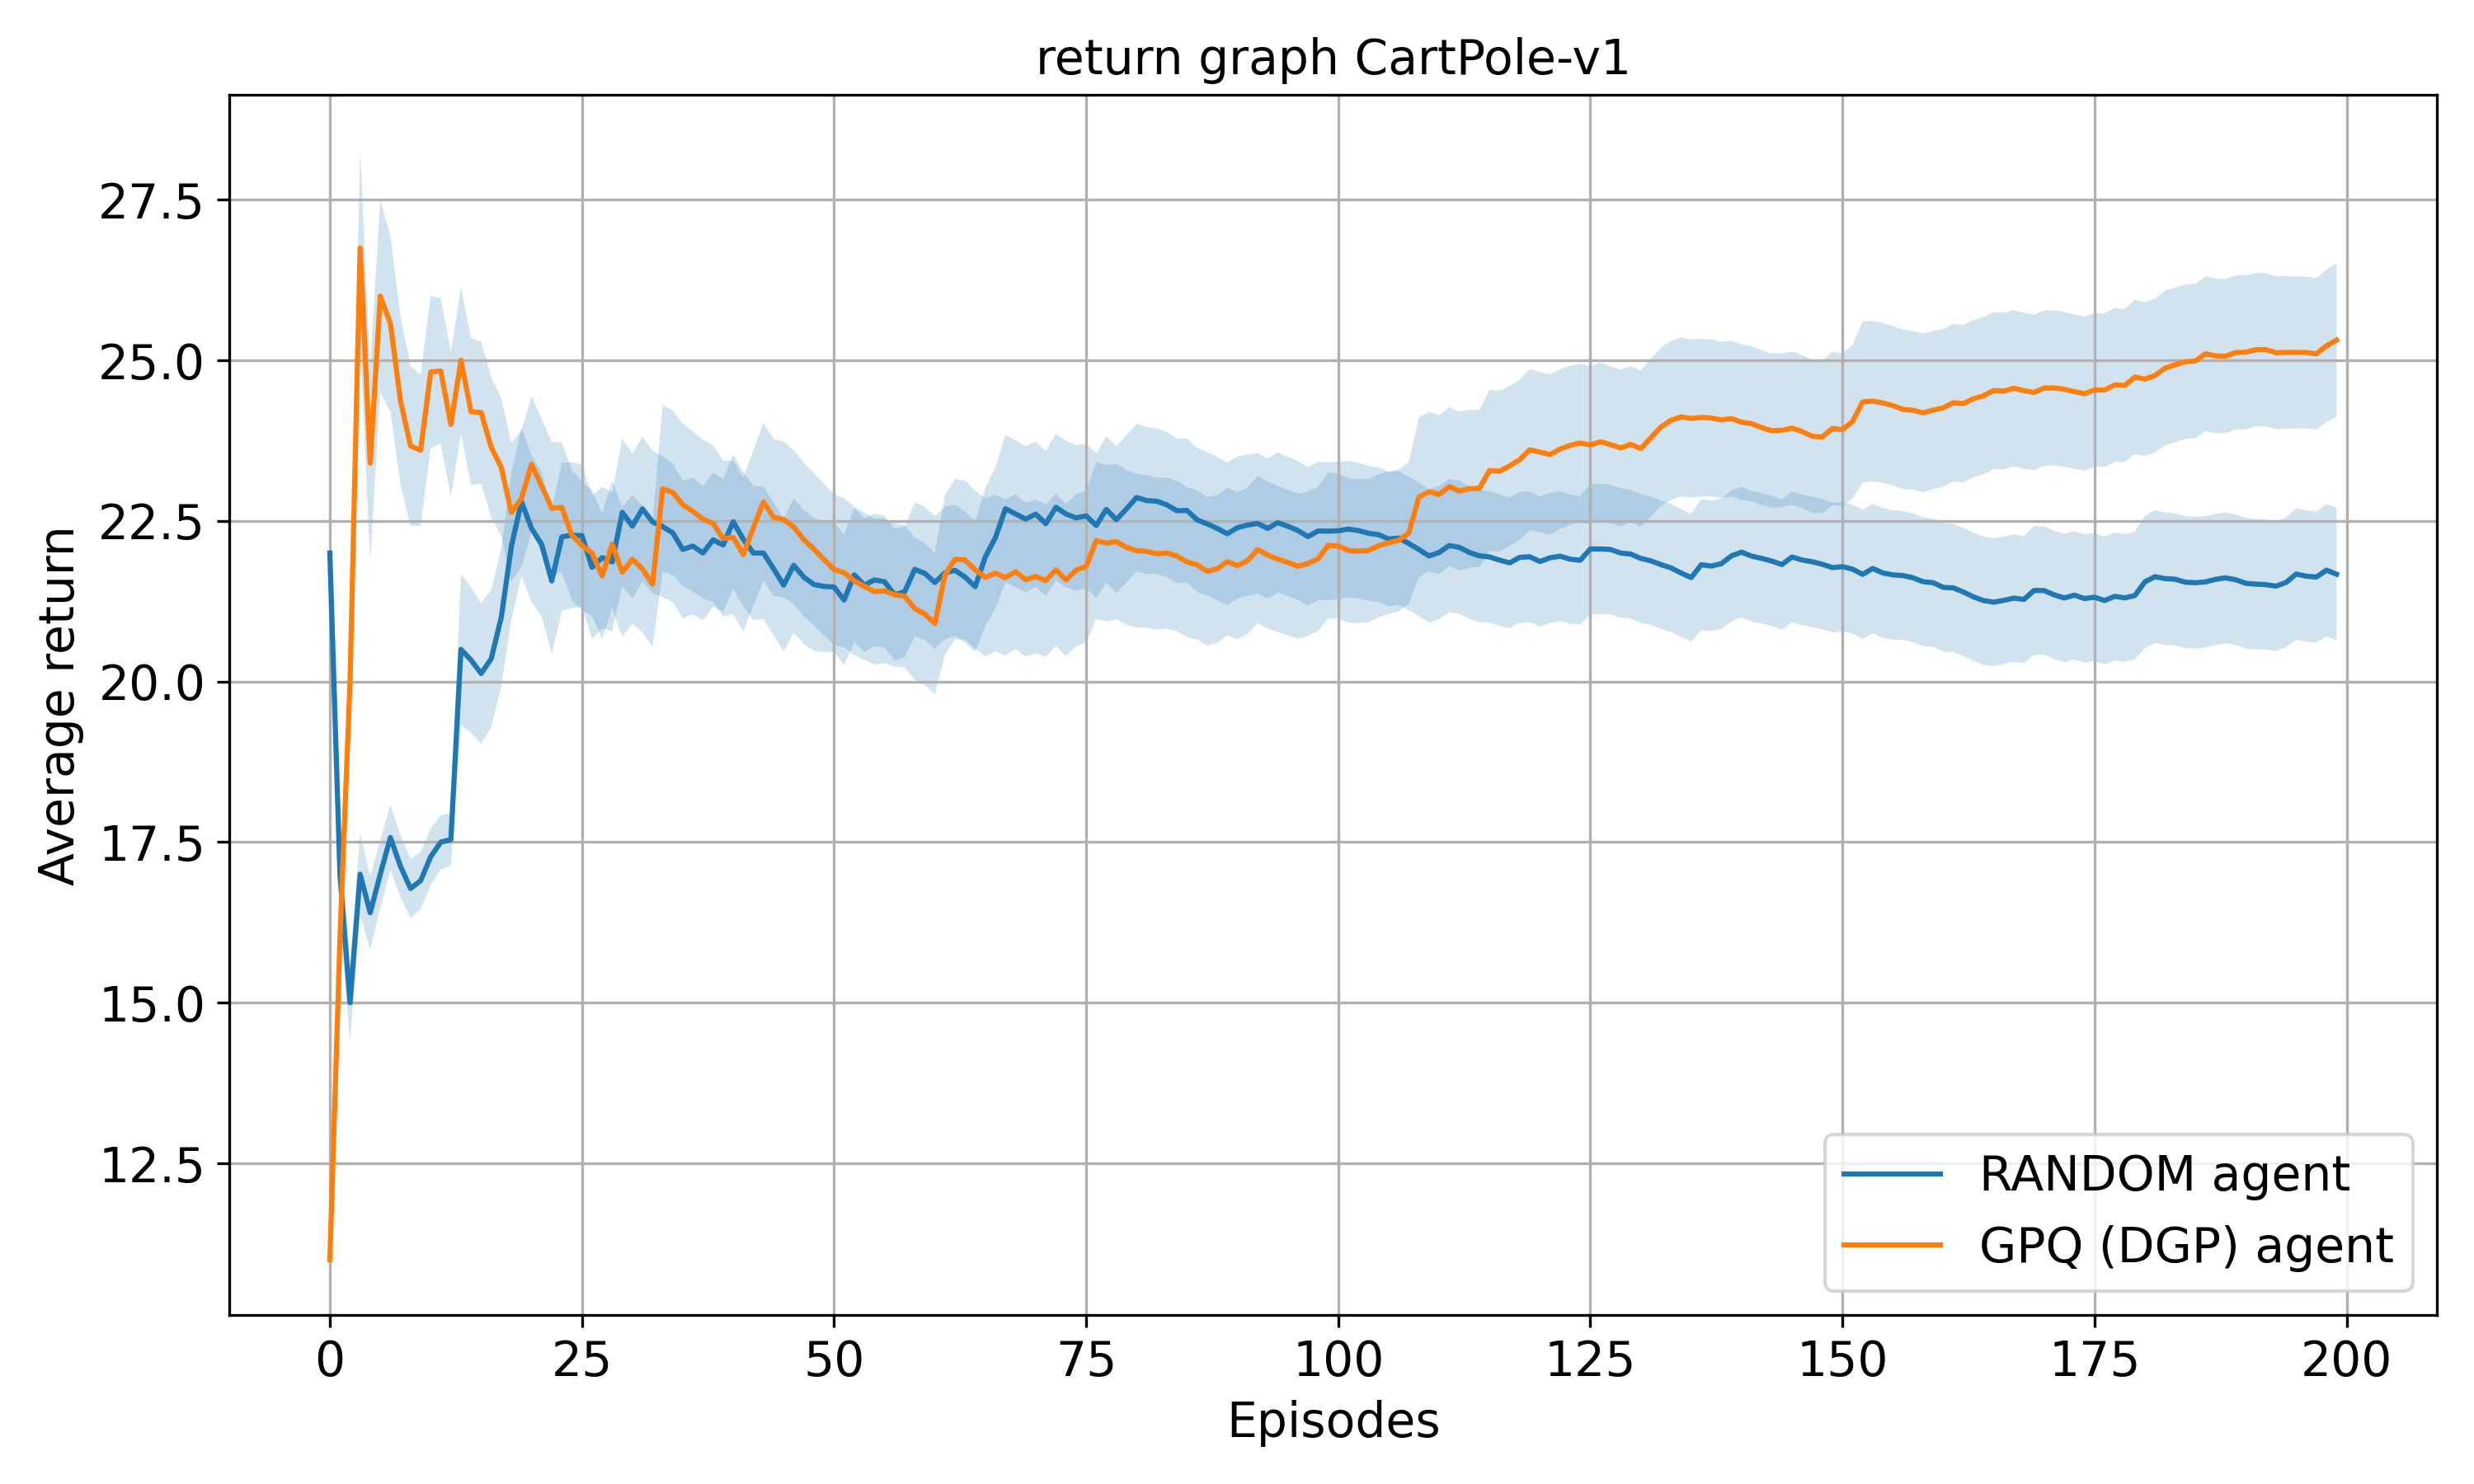 return graph CartPole-v1
Average return
27.5
25.0
22.5
20.0
17.5
15.0
12.5
RANDOM agent
GPQ (DGP) agent
0 25 50 75 100 125 150 175 200
Episodes